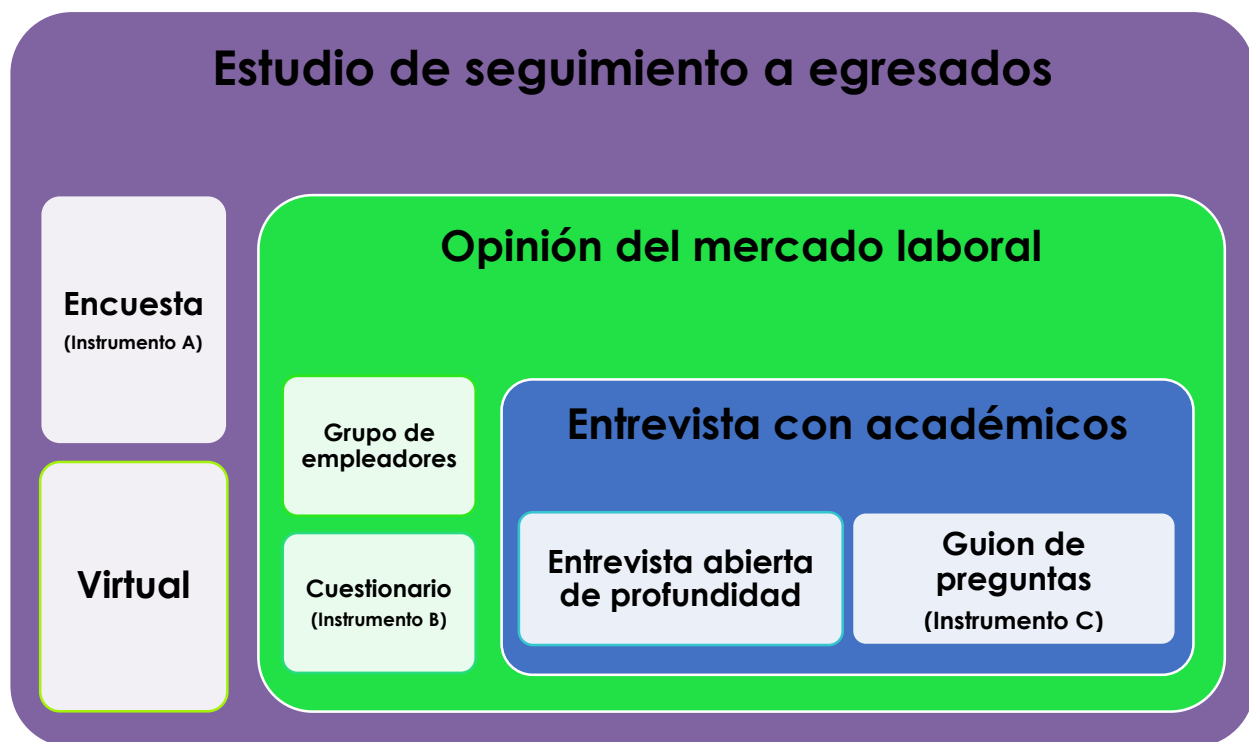 Estudio de seguimiento a egresados
Encuesta
(Instrumento A)
Virtual
Opinión del mercado laboral
Grupo de
empleadores
Cuestionario
(Instrumento B)
Entrevista con académicos
Entrevista abierta
de profundidad
Guion de
preguntas
(Instrumento C)